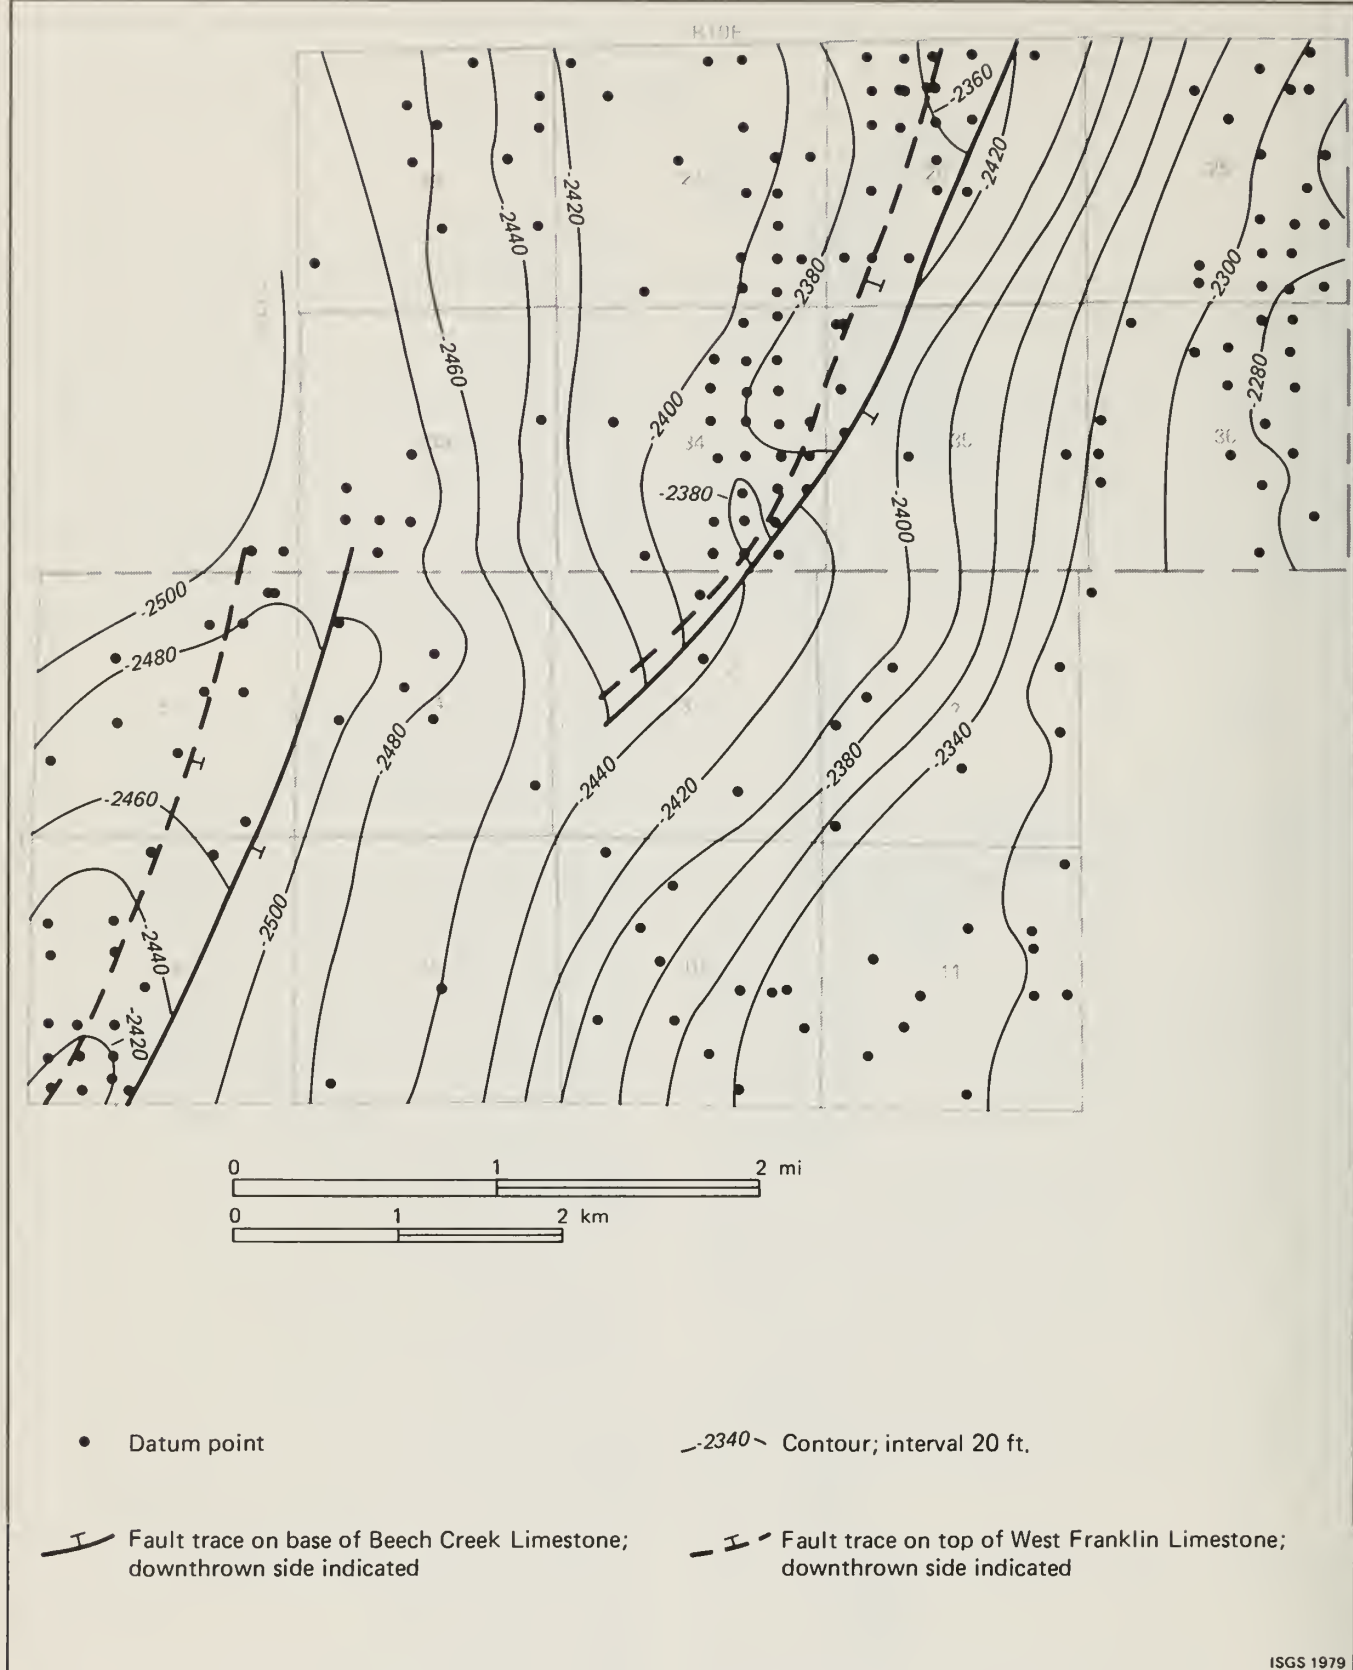 R10E
-2360
-2420
-2420
-2440
25
-2380
-2300
-2460
-2280
-2400
34
35
36
-2380
-2400
-2500
-2480
-2480
-2440
-2380
-2340
-2460
-2420
-2500
-2440
11
-2420
0 1 2 mi
0 1 2 km
Datum point
-2340 Contour; interval 20 ft.
Fault trace on base of Beech Creek Limestone;
downthrown side indicated
Fault trace on top of West Franklin Limestone;
downthrown side indicated
ISGS 1979